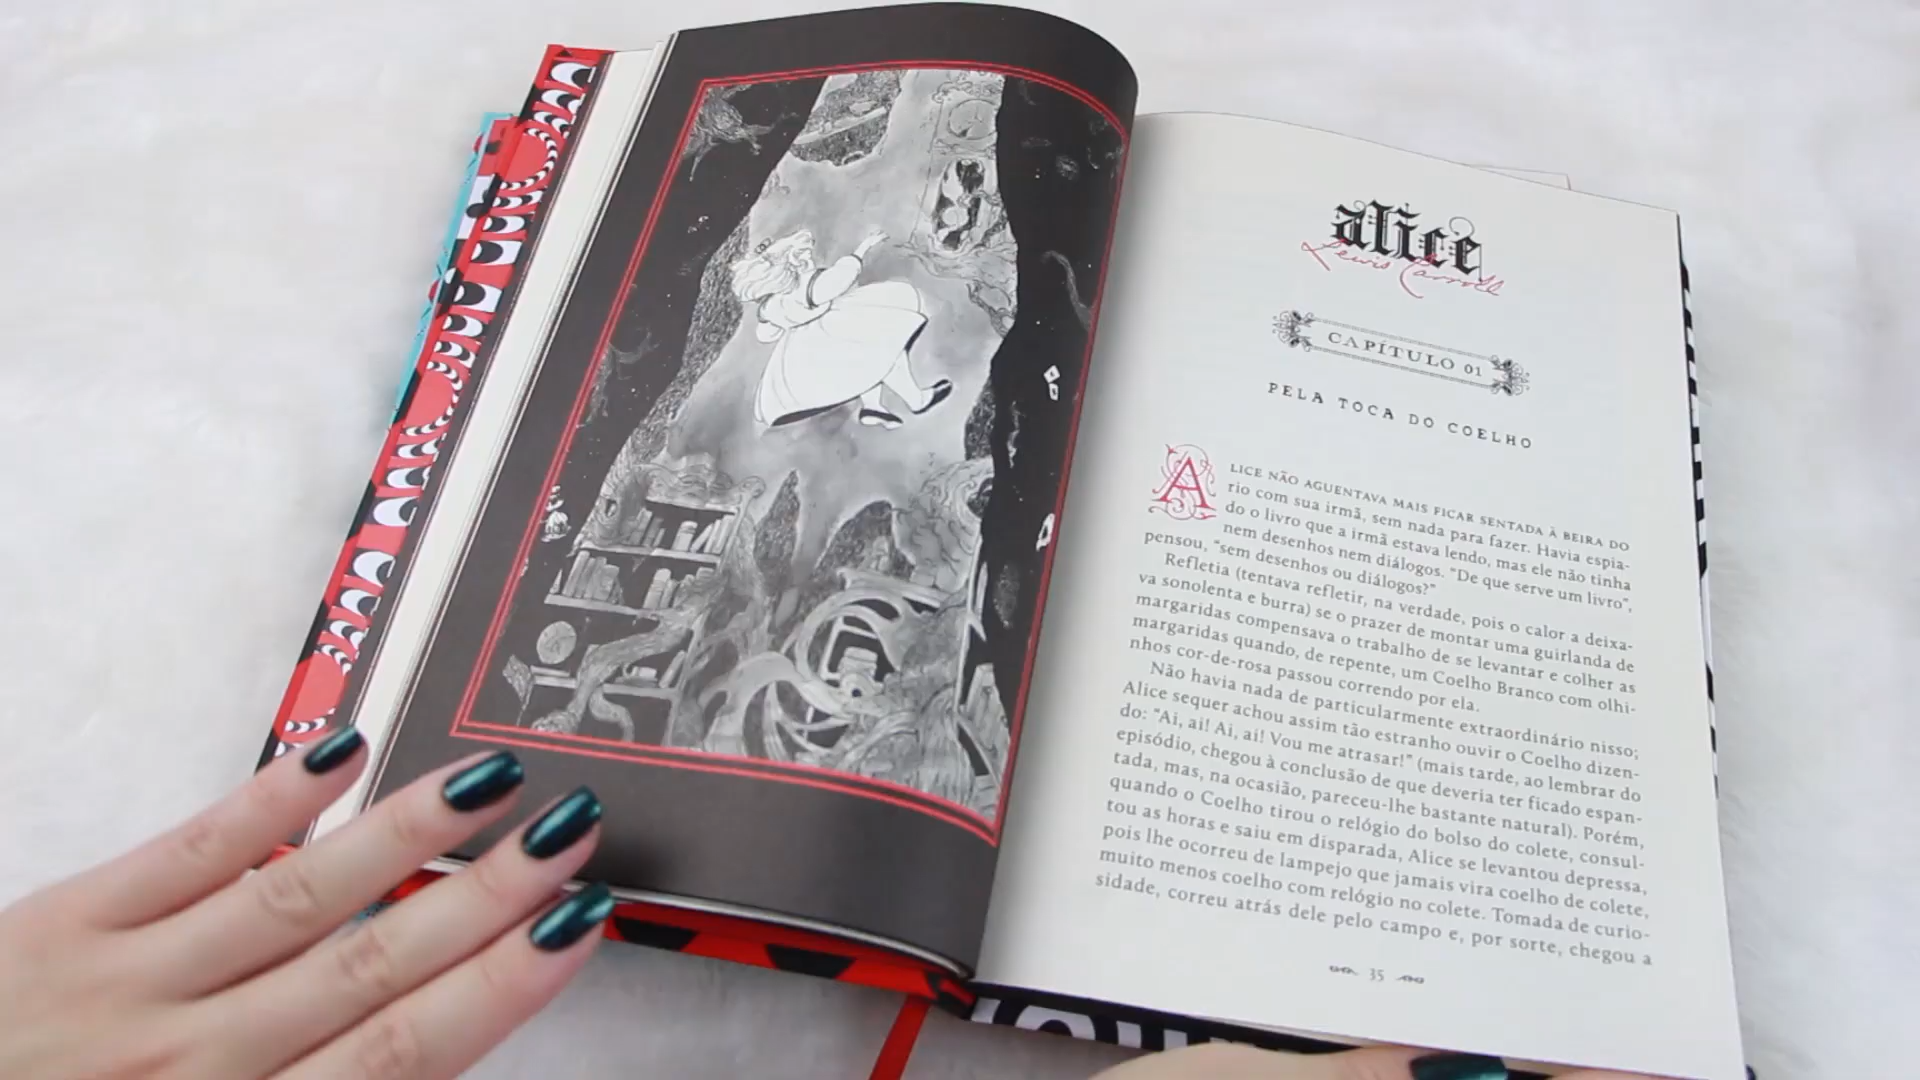 alice
Lewis Carroll
CAPÍTULO 01
PELA TOCA DO COELHO
ALICE NÃO AGUENTAVA MAIS FICAR SENTADA À BEIRA DO
rio com sua irmã, sem nada para fazer. Havia espia-
do o livro que a irmã estava lendo, mas ele não tinha
nem desenhos nem diálogos. “De que serve um livro”,
pensou, “sem desenhos ou diálogos?”
Refletia (tentava refletir, na verdade, pois o calor a deixa-
va sonolenta e burra) se o prazer de montar uma guirlanda de
margaridas compensava o trabalho de se levantar e colher as
margaridas quando, de repente, um Coelho Branco com olhi-
nhos cor-de-rosa passou correndo por ela.
Não havia nada de particularmente extraordinário nisso;
Alice sequer achou assim tão estranho ouvir o Coelho dizen-
do: “Ai, ai! Ai, ai! Vou me atrasar!” (mais tarde, ao lembrar do
episódio, chegou à conclusão de que deveria ter ficado espan-
tada, mas, na ocasião, pareceu-lhe bastante natural). Porém,
quando o Coelho tirou o relógio do bolso do colete, consul-
tou as horas e saiu em disparada, Alice se levantou depressa,
pois lhe ocorreu de lampejo que jamais vira coelho de colete,
muito menos coelho com relógio no colete. Tomada de curio-
sidade, correu atrás dele pelo campo e, por sorte, chegou a
35